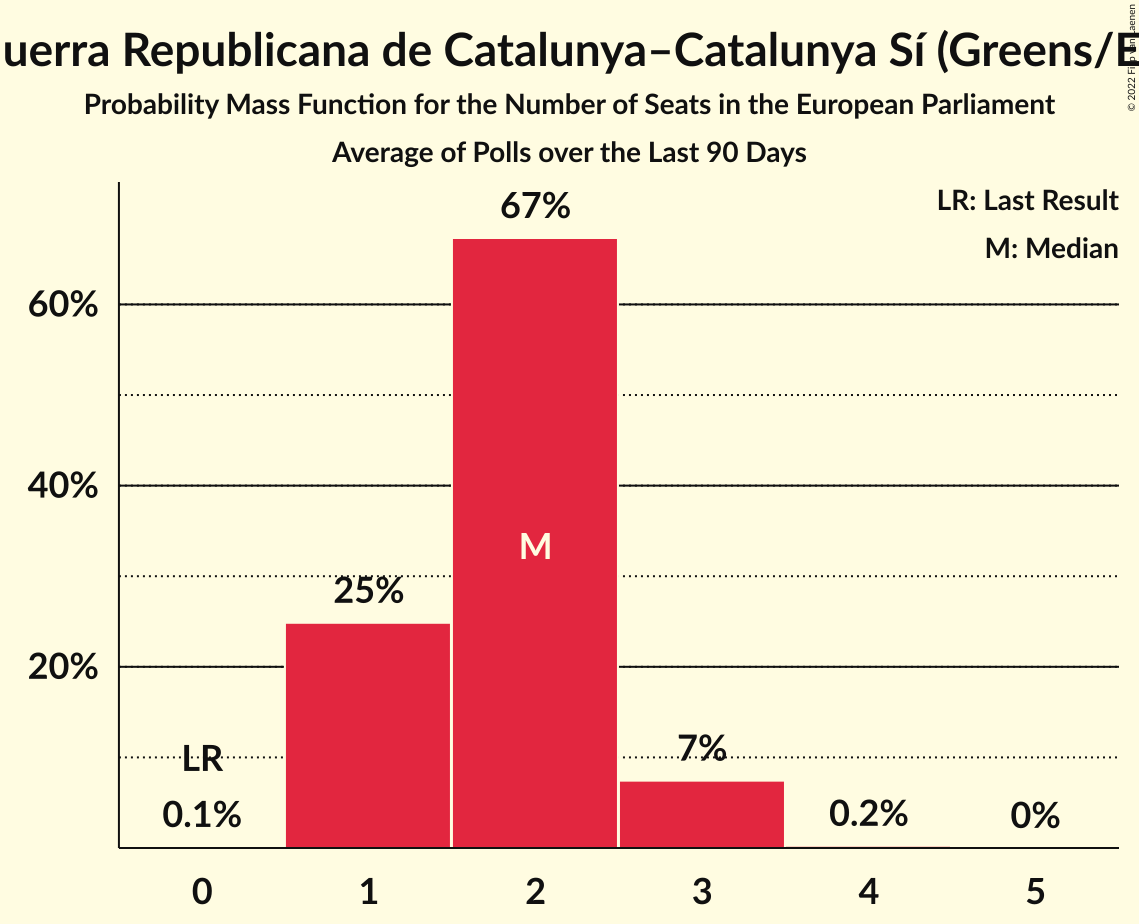 uerra Republicana de Catalunya–Catalunya Sí (Greens/E
Probability Mass Function for the Number of Seats in the European Parliament
Average of Polls over the Last 90 Days
LR: Last Result
M: Median
67%
60%
40%
M
25%
20%
LR
7%
0.1%
0.2%
0%
0 1 2 3 4 5
© 2022 Filip van Laenen